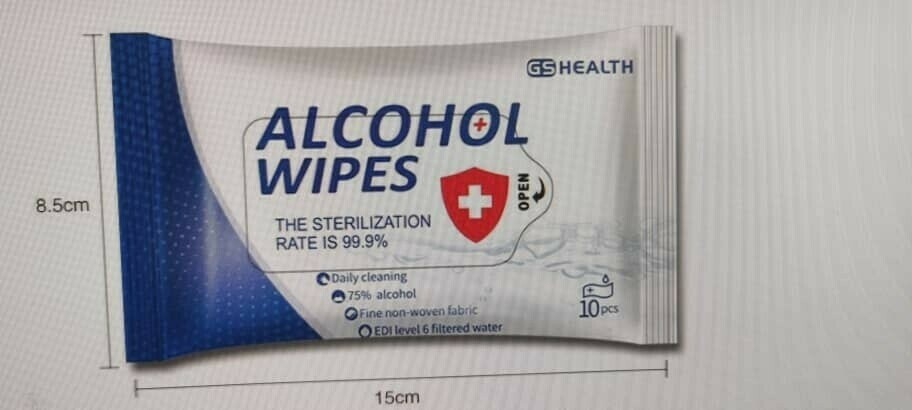 GS HEALTH
ALCOHOL
WIPES
OPEN
THE STERILIZATION
RATE IS 99.9%
Daily cleaning
75% alcohol
Fine non-woven fabric
EDI level 6 filtered water
10pcs
8.5cm
15cm